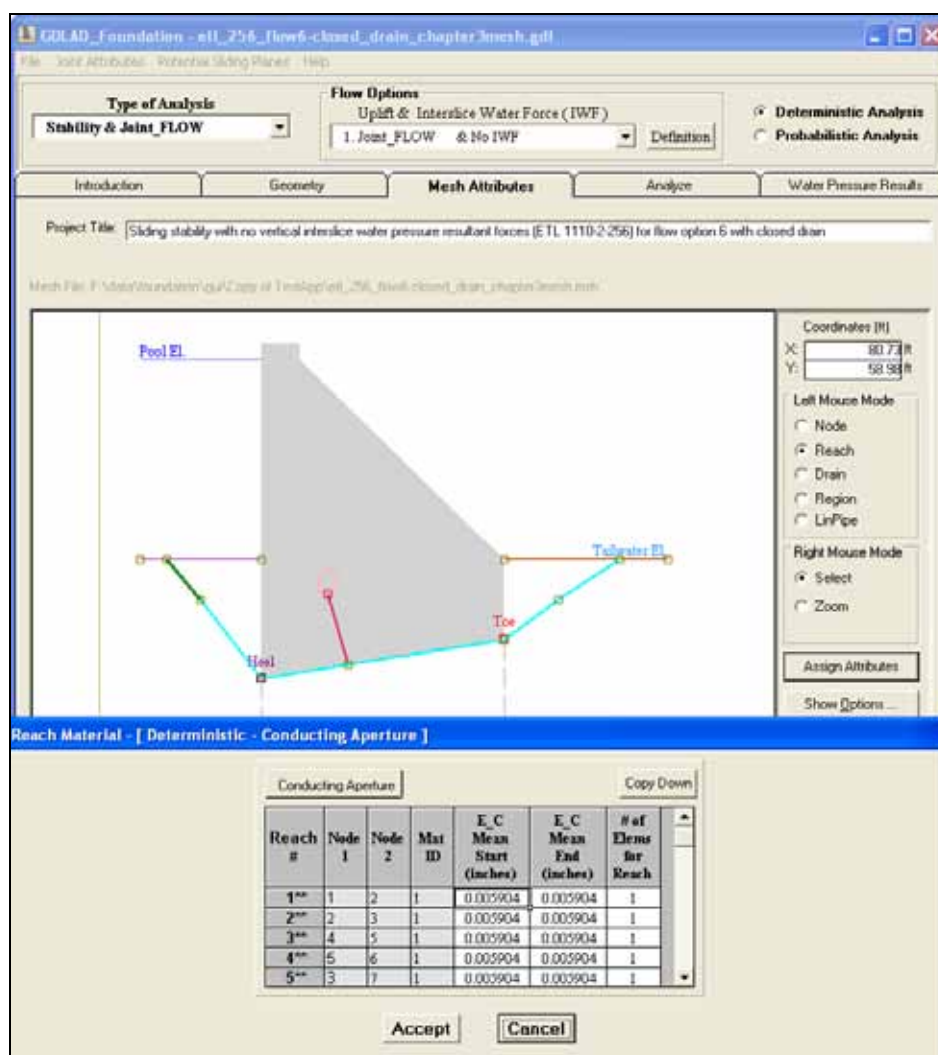 GDLAD_Foundation - etl_256_flow6-closed_drain_chapter3mesh.gdl
File Joint Attributes Potential Sliding Planes Help
Type of Analysis
Stability & Joint_FLOW
Flow Options
Uplift & Interslice Water Force (IWF)
1. Joint_FLOW & No IWF
Definition
Deterministic Analysis
Probabilistic Analysis
Introduction
Geometry
Mesh Attributes
Analyze
Water Pressure Results
Project Title:
Sliding stability with no vertical interslice water pressure resultant forces (ETL 1110-2-256) for flow option 6 with closed drain
Pool El.
Tailwater El.
Toe
Heel
Coordinates [ft]
X: 80.73 ft
Y: 58.98 ft
Left Mouse Mode
Node
Reach
Drain
Region
LinPipe
Right Mouse Mode
Select
Zoom
Assign Attributes
Show Options ...
Reach Material - [ Deterministic - Conducting Aperture ]
Conducting Aperture
Copy Down
Reach # Node 1 Node 2 Mat ID E_C Mean Start (inches) E_C Mean End (inches) # of Elems for Reach
1** 1 2 1 0.005904 0.005904 1
2** 2 3 1 0.005904 0.005904 1
3** 4 5 1 0.005904 0.005904 1
4** 5 6 1 0.005904 0.005904 1
5** 3 7 1 0.005904 0.005904 1
Accept
Cancel